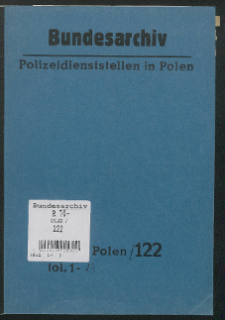 Bundesarchiv
Polizeidienststellen in Polen
Bundesarchiv
R 70-
POLEN /
122
Polen /122
fol. 1-